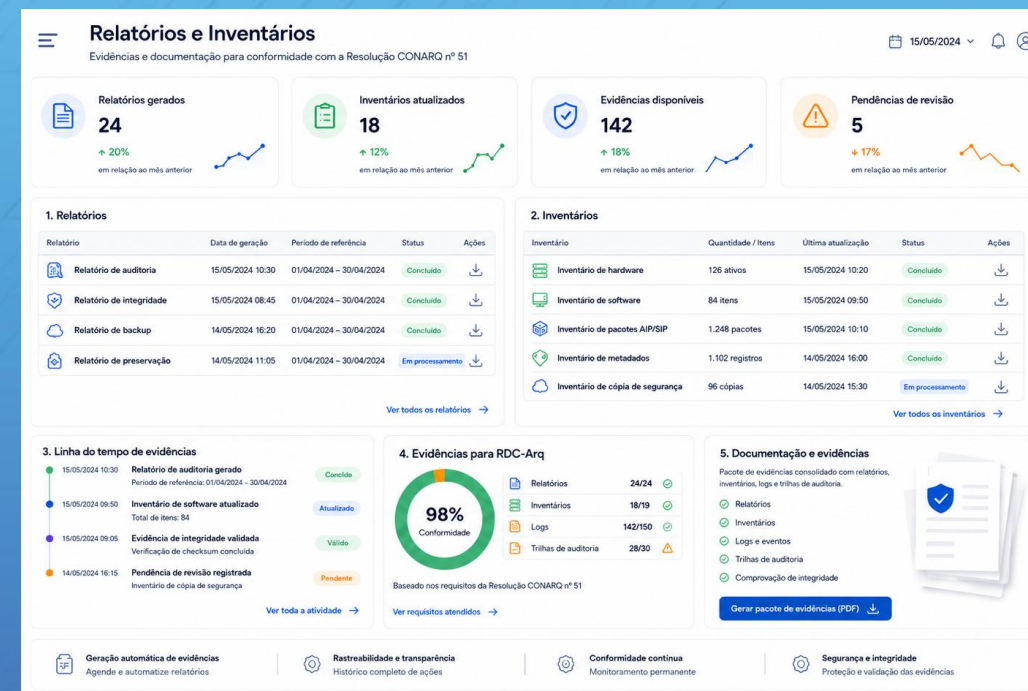 Relatórios e Inventários
Evidências e documentação para conformidade com a Resolução CONARQ nº 51
15/05/2024
Relatórios gerados
24
↑ 20%
em relação ao mês anterior
Inventários atualizados
18
↑ 12%
em relação ao mês anterior
Evidências disponíveis
142
↑ 18%
em relação ao mês anterior
Pendências de revisão
5
↓ 17%
em relação ao mês anterior
1. Relatórios
Relatório Data de geração Período de referência Status Ações
Relatório de auditoria 15/05/2024 10:30 01/04/2024 – 30/04/2024 Concluído
Relatório de integridade 15/05/2024 08:45 01/04/2024 – 30/04/2024 Concluído
Relatório de backup 14/05/2024 16:20 01/04/2024 – 30/04/2024 Concluído
Relatório de preservação 14/05/2024 11:05 01/04/2024 – 30/04/2024 Em processamento
Ver todos os relatórios →
2. Inventários
Inventário Quantidade / Itens Última atualização Status Ações
Inventário de hardware 126 ativos 15/05/2024 10:20 Concluído
Inventário de software 84 itens 15/05/2024 09:50 Concluído
Inventário de pacotes AIP/SIP 1.248 pacotes 15/05/2024 10:10 Concluído
Inventário de metadados 1.102 registros 14/05/2024 16:00 Concluído
Inventário de cópia de segurança 96 cópias 14/05/2024 15:30 Em processamento
Ver todos os inventários →
3. Linha do tempo de evidências
15/05/2024 10:30 Relatório de auditoria gerado Conclído
Período de referência: 01/04/2024 – 30/04/2024
15/05/2024 09:50 Inventário de software atualizado Atualizado
Total de itens: 84
15/05/2024 09:05 Evidência de integridade validada Válido
Verificação de checksum concluída
14/05/2024 16:15 Pendência de revisão registrada Pendente
Inventário de cópia de segurança
Ver toda a atividade →
4. Evidências para RDC-Arq
98%
Conformidade
Relatórios 24/24
Inventários 18/19
Logs 142/150
Trilhas de auditoria 28/30
Baseado nos requisitos da Resolução CONARQ nº 51
Ver requisitos atendidos →
5. Documentação e evidências
Pacote de evidências consolidado com relatórios,
inventários, logs e trilhas de auditoria.
Relatórios
Inventários
Logs e eventos
Trilhas de auditoria
Comprovação de integridade
Gerar pacote de evidências (PDF)
Geração automática de evidências
Agende e automatize relatórios
Rastreabilidade e transparência
Histórico completo de ações
Conformidade contínua
Monitoramento permanente
Segurança e integridade
Proteção e validação das evidências